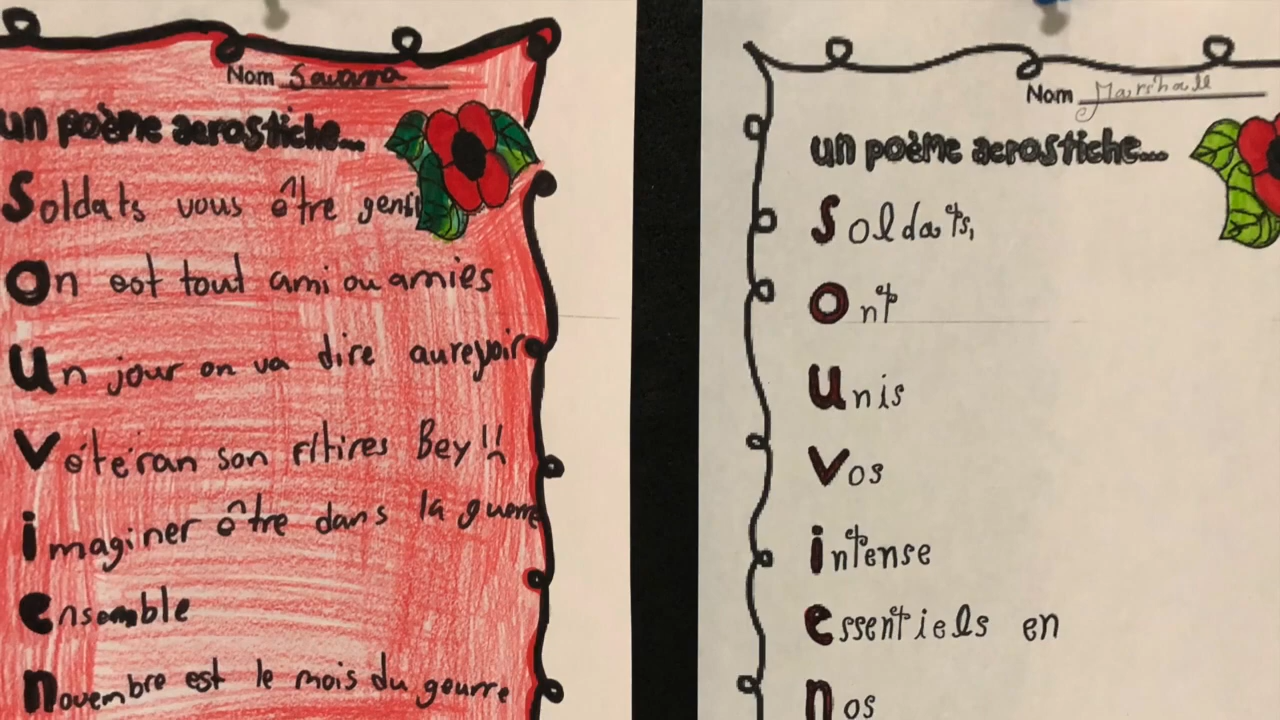 Nom Savanna
un poème acrostiche...
Soldats vous être genti
On est tout ami ou amies
Un jour on va dire aurevoir
Vétéran son Bey!!
imaginer être dans la guerre
ensemble
novembre est le mois du geurre
Nom Marshall
un poème acrostiche...
Soldats,
Ont
Unis
Vos
intense
essentiels en
nos